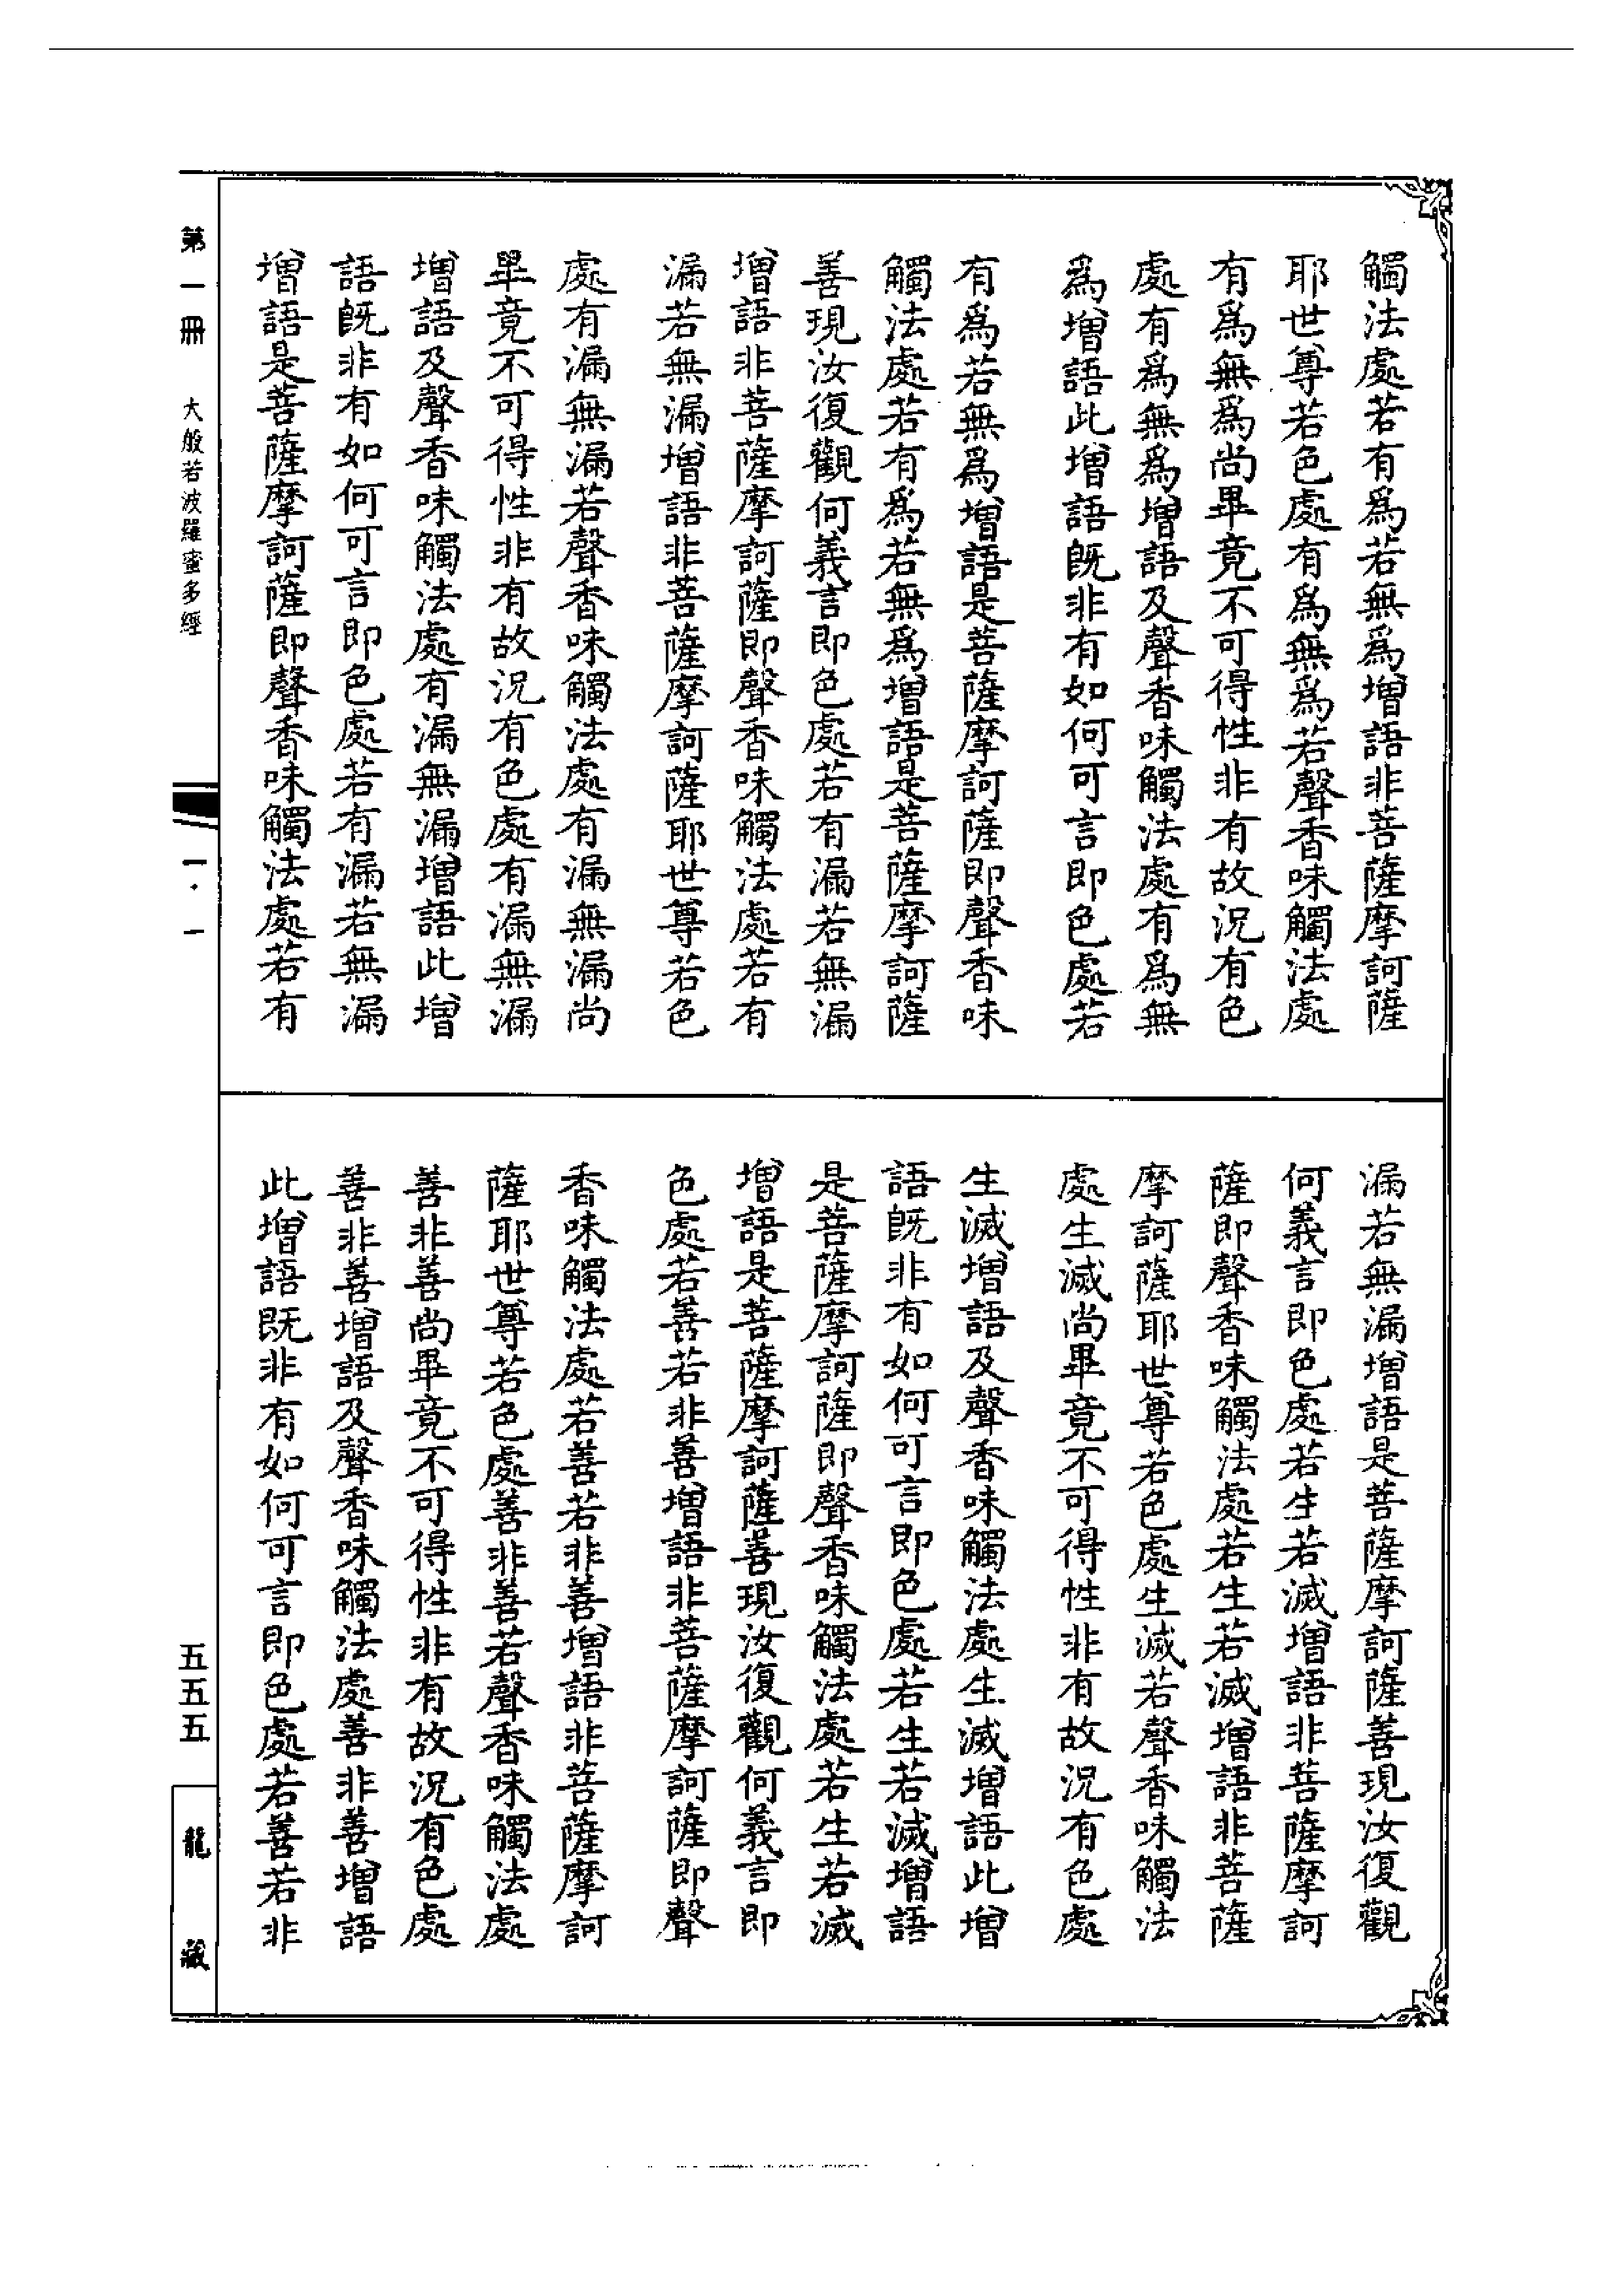 觸法處若有爲若無爲增語非菩薩摩訶薩
耶世尊若色處有爲無爲若聲香味觸法處
有爲無爲尚畢竟不可得性非有故況有色
處有爲無爲增語及聲香味觸法處有爲無
爲增語此增語旣非有如何可言即色處若
有爲若無爲增語是菩薩摩訶薩即聲香味
觸法處若有爲若無爲增語是菩薩摩訶薩
善現汝復觀何義言即色處若有漏若無漏
增語非菩薩摩訶薩即聲香味觸法處若有
漏若無漏增語非菩薩摩訶薩耶世尊若色
處有漏無漏若聲香味觸法處有漏無漏尚
畢竟不可得性非有故況有色處有漏無漏
增語及聲香味觸法處有漏無漏增語此增
語旣非有如何可言即色處若有漏若無漏
增語是菩薩摩訶薩即聲香味觸法處若有
漏若無漏增語是菩薩摩訶薩善現汝復觀
何義言即色處若生若滅增語非菩薩摩訶
薩即聲香味觸法處若生若滅增語非菩薩
摩訶薩耶世尊若色處生滅若聲香味觸法
處生滅尚畢竟不可得性非有故況有色處
生滅增語及聲香味觸法處生滅增語此增
語旣非有如何可言即色處若生若滅增語
是菩薩摩訶薩即聲香味觸法處若生若滅
增語是菩薩摩訶薩善現汝復觀何義言即
色處若善若非善增語非菩薩摩訶薩即聲
香味觸法處若善若非善增語非菩薩摩訶
薩耶世尊若色處善非善若聲香味觸法處
善非善尚畢竟不可得性非有故況有色處
善非善增語及聲香味觸法處善非善增語
此增語既非有如何可言即色處若善若非
第一冊 大般若波羅蜜多經 一·一 五五五 龍藏